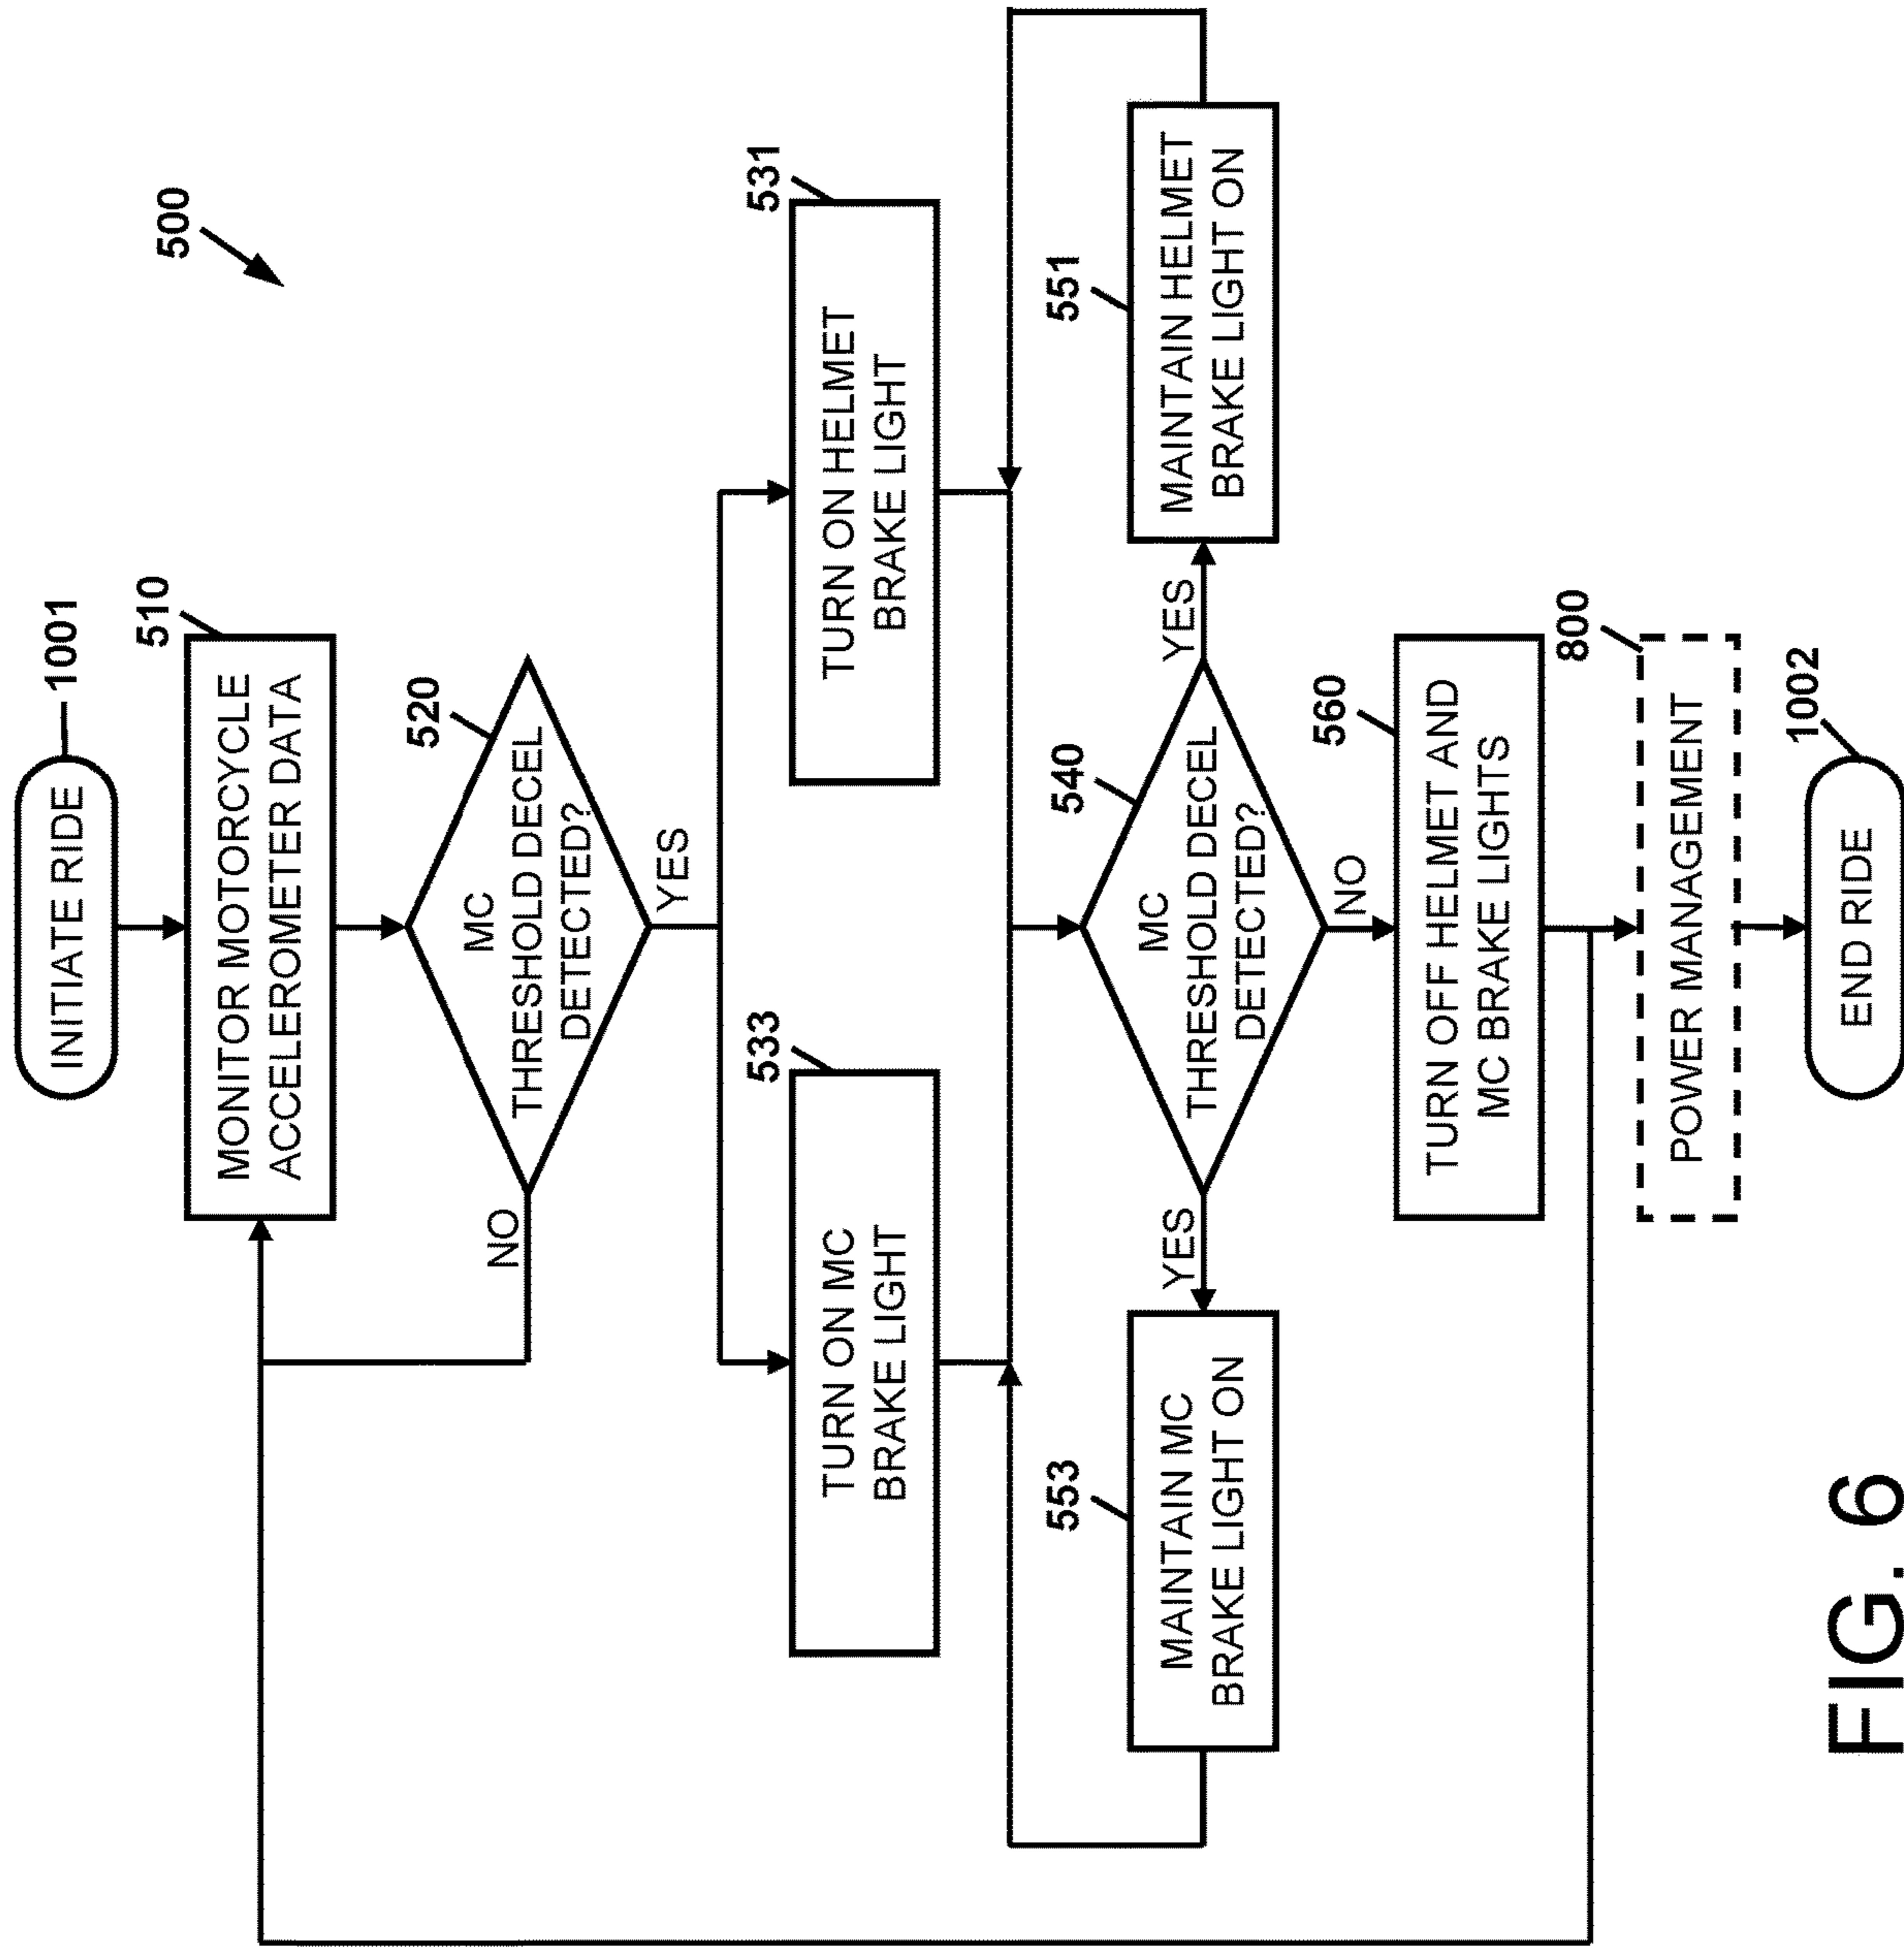 500
INITIATE RIDE
1001
510
MONITOR MOTORCYCLE
ACCELEROMETER DATA
520
MC
THRESHOLD DECEL
DETECTED?
NO
YES
533
TURN ON MC
BRAKE LIGHT
531
TURN ON HELMET
BRAKE LIGHT
540
MC
THRESHOLD DECEL
DETECTED?
YES
YES
NO
553
MAINTAIN MC
BRAKE LIGHT ON
551
MAINTAIN HELMET
BRAKE LIGHT ON
560
TURN OFF HELMET AND
MC BRAKE LIGHTS
800
POWER MANAGEMENT
1002
END RIDE
FIG. 6